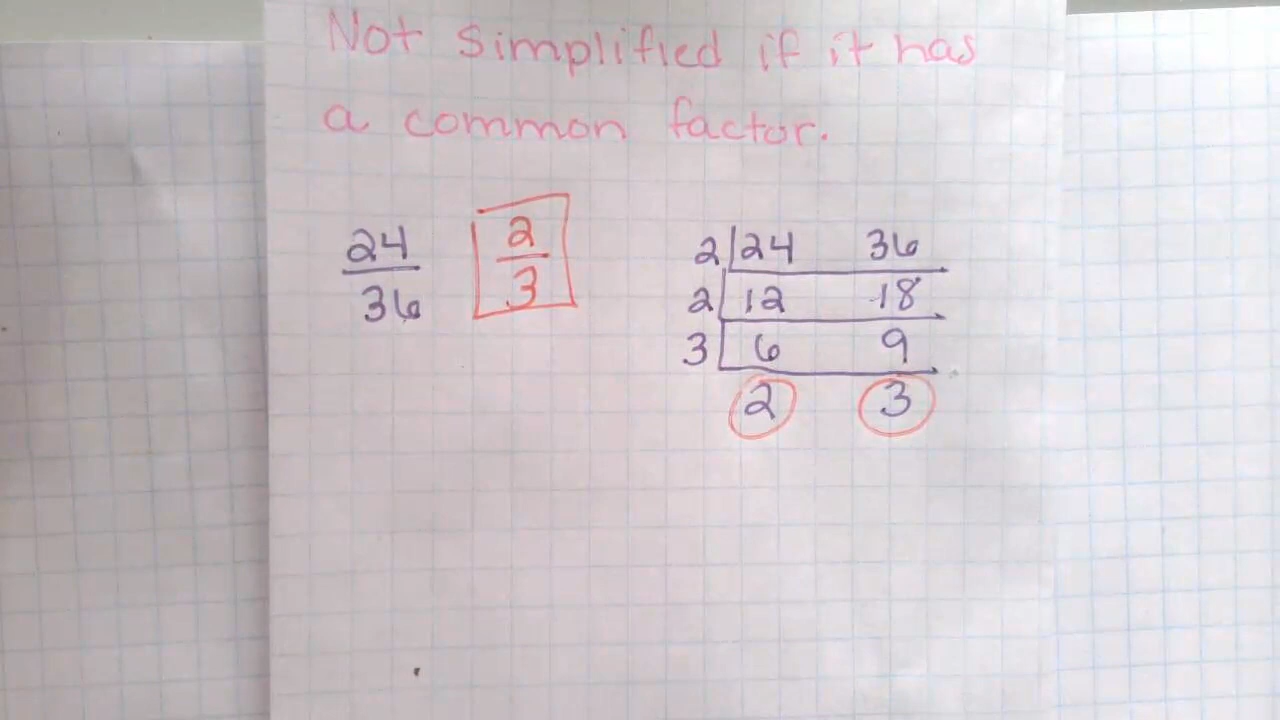 Not simplified if it has
a common factor.
24
36
2
3
2 24 36
2 12 18
3 6 9
2 3